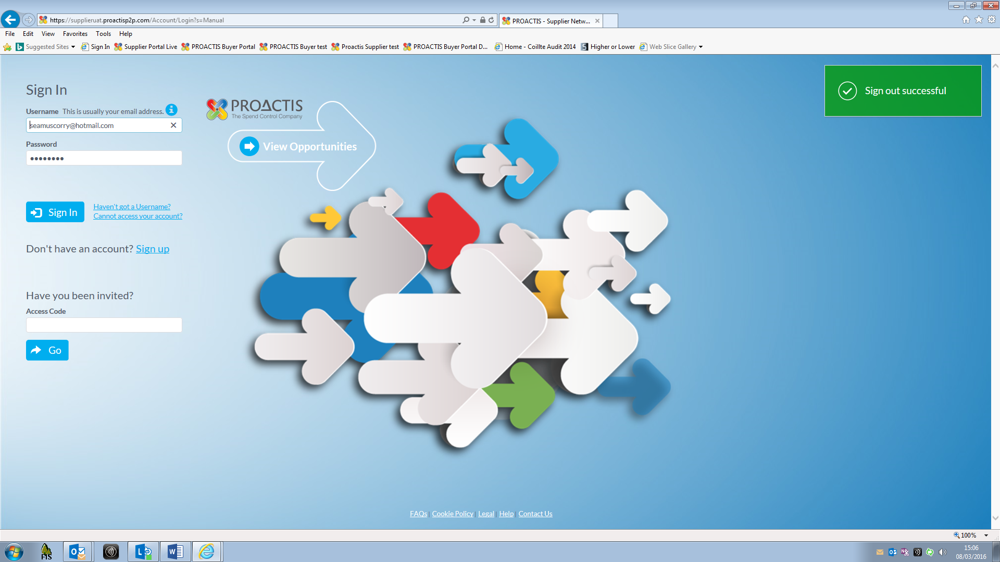 https://supplieruat.proactisp2p.com/Account/Login?s=Manual
PROACTIS - Supplier Netw...
File Edit View Favorites Tools Help
Suggested Sites Sign In Supplier Portal Live PROACTIS Buyer Portal PROACTIS Buyer test Proactis Supplier test PROACTIS Buyer Portal D... Home - Coillte Audit 2014 Higher or Lower Web Slice Gallery
Sign out successful
Sign In
Username This is usually your email address.
seamuscorry@hotmail.com
Password
PROACTIS
The Spend Control Company
View Opportunities
Sign In
Haven't got a Username?
Cannot access your account?
Don't have an account? Sign up
Have you been invited?
Access Code
Go
FAQs | Cookie Policy | Legal | Help | Contact Us
100%
FIS
15:06
08/03/2016